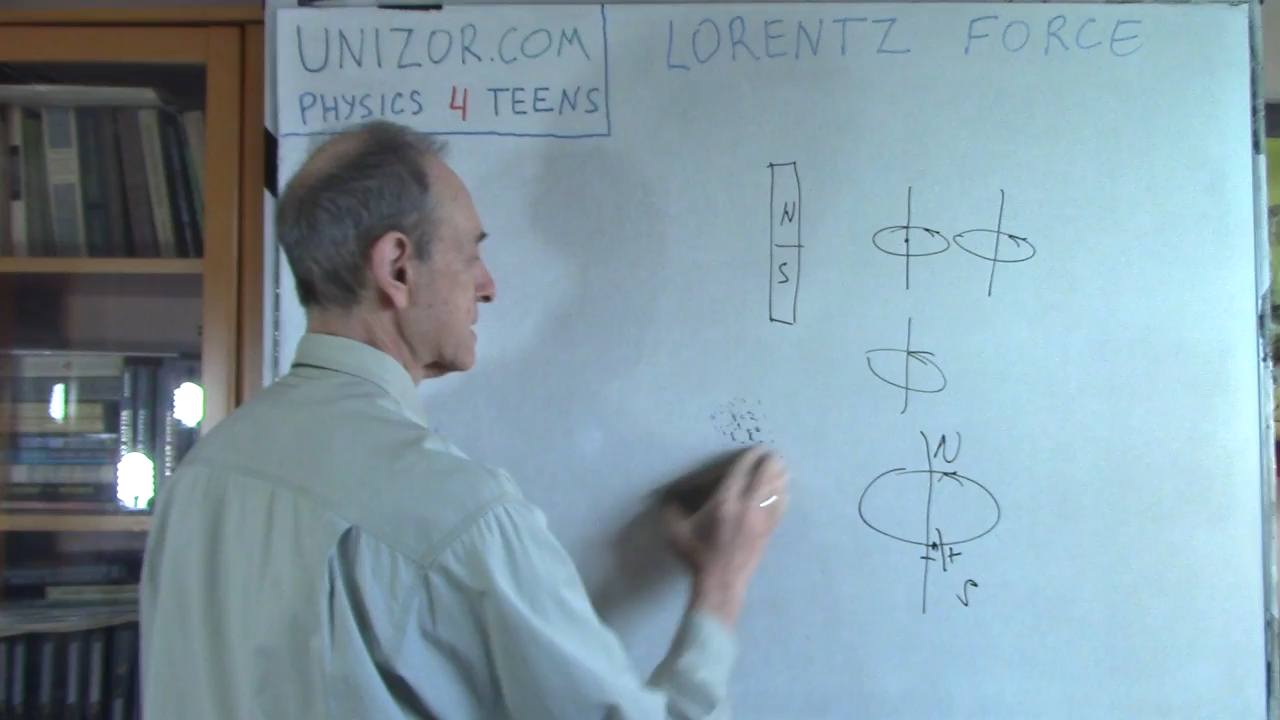 UNIZOR.COM
PHYSICS 4 TEENS
LORENTZ FORCE
N
S
N
- +
S